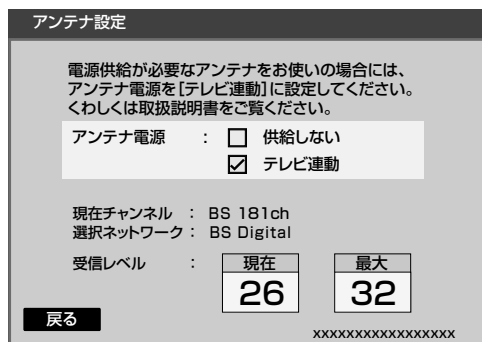 アンテナ設定
電源供給が必要なアンテナをお使いの場合には、
アンテナ電源を[テレビ連動]に設定してください。
くわしくは取扱説明書をご覧ください。
アンテナ電源 : 供給しない
テレビ連動
現在チャンネル : BS 181ch
選択ネットワーク : BS Digital
受信レベル : 現在 最大
26 32
戻る
xxxxxxxxxxxxxxxxx